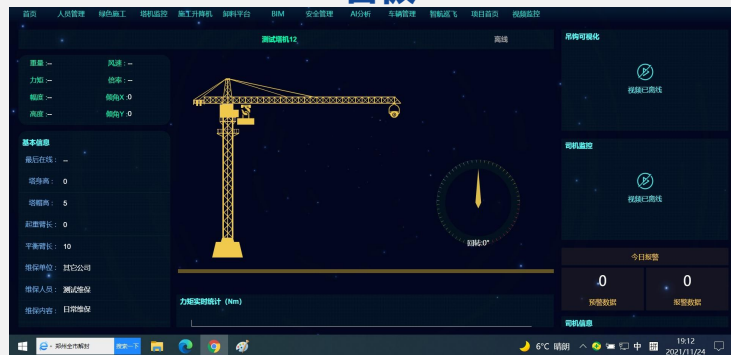 首页 人员管理 绿色施工 塔机监控 施工升降机 卸料平台 BIM 安全管理 AI分析 车辆管理 智航巡飞 项目首页 视频监控
测试塔机12 离线
重量:-- 风速:--
力矩:-- 倍率:--
幅度:-- 倾角X:0
高度:-- 倾角Y:0
基本信息
最后在线: --
塔身高: 0
塔帽高: 5
起重臂长: 0
平衡臂长: 10
维保单位: 其它公司
维保人员: 测试维保
维保内容: 日常维保
回转:0°
力矩实时统计(Nm)
吊钩可视化
视频已离线
司机监控
视频已离线
今日报警
0 0
预警数据 报警数据
司机信息
郑州全市解封 搜索一下
6°C 晴朗 中 19:12
2021/11/24